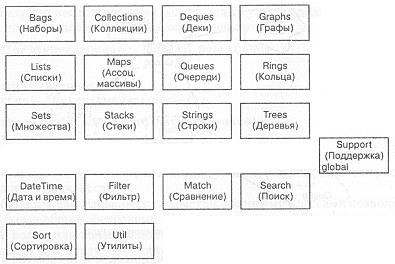 Bags
(Наборы)
Collections
(Коллекции)
Deques
(Деки)
Graphs
(Графы)
Lists
(Списки)
Maps
(Ассоц.
массивы)
Queues
(Очереди)
Rings
(Кольца)
Sets
(Множества)
Stacks
(Стеки)
Strings
(Строки)
Trees
(Деревья)
Support
(Поддержка)
global
DateTime
(Дата и время)
Filter
(Фильтр)
Match
(Сравнение)
Search
(Поиск)
Sort
(Сортировка)
Util
(Утилиты)